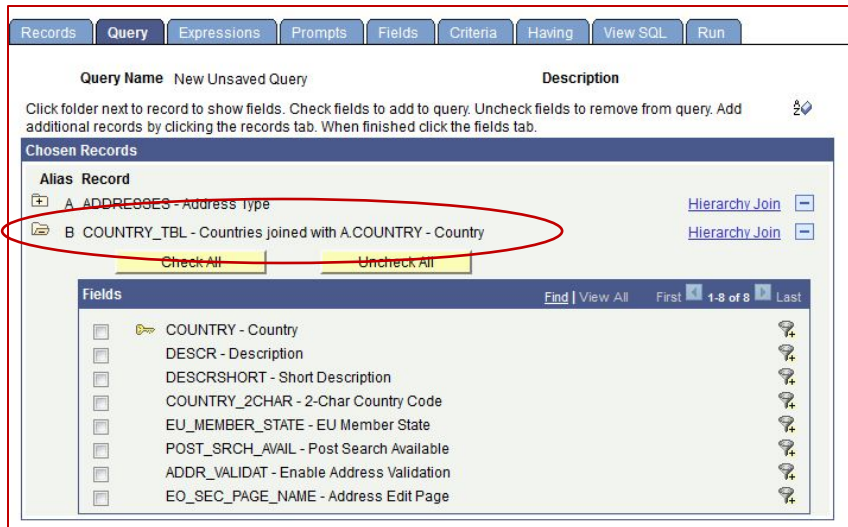 Records Query Expressions Prompts Fields Criteria Having View SQL Run
Query Name New Unsaved Query Description
Click folder next to record to show fields. Check fields to add to query. Uncheck fields to remove from query. Add
additional records by clicking the records tab. When finished click the fields tab.
Chosen Records
Alias Record
A ADDRESSES - Address Type Hierarchy Join
B COUNTRY_TBL - Countries joined with A.COUNTRY - Country Hierarchy Join
Check All Uncheck All
Fields Find | View All First 1-8 of 8 Last
COUNTRY - Country
DESCR - Description
DESCRSHORT - Short Description
COUNTRY_2CHAR - 2-Char Country Code
EU_MEMBER_STATE - EU Member State
POST_SRCH_AVAIL - Post Search Available
ADDR_VALIDAT - Enable Address Validation
EO_SEC_PAGE_NAME - Address Edit Page